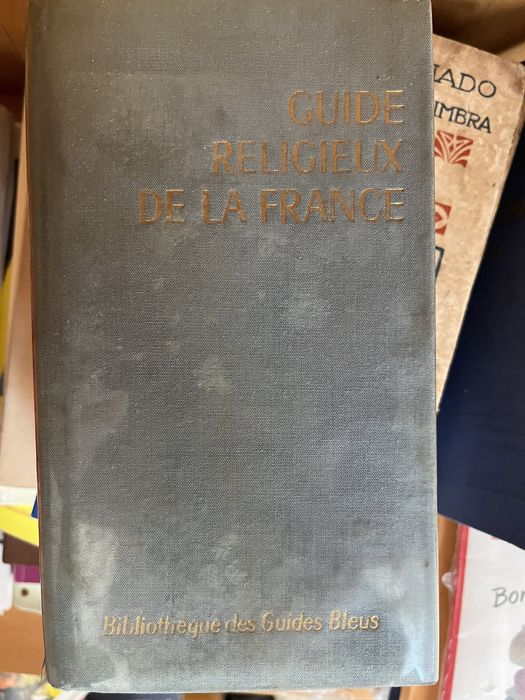 GUIDE
RELIGIEUX
DE LA FRANCE
Bibliothèque des Guides Bleus